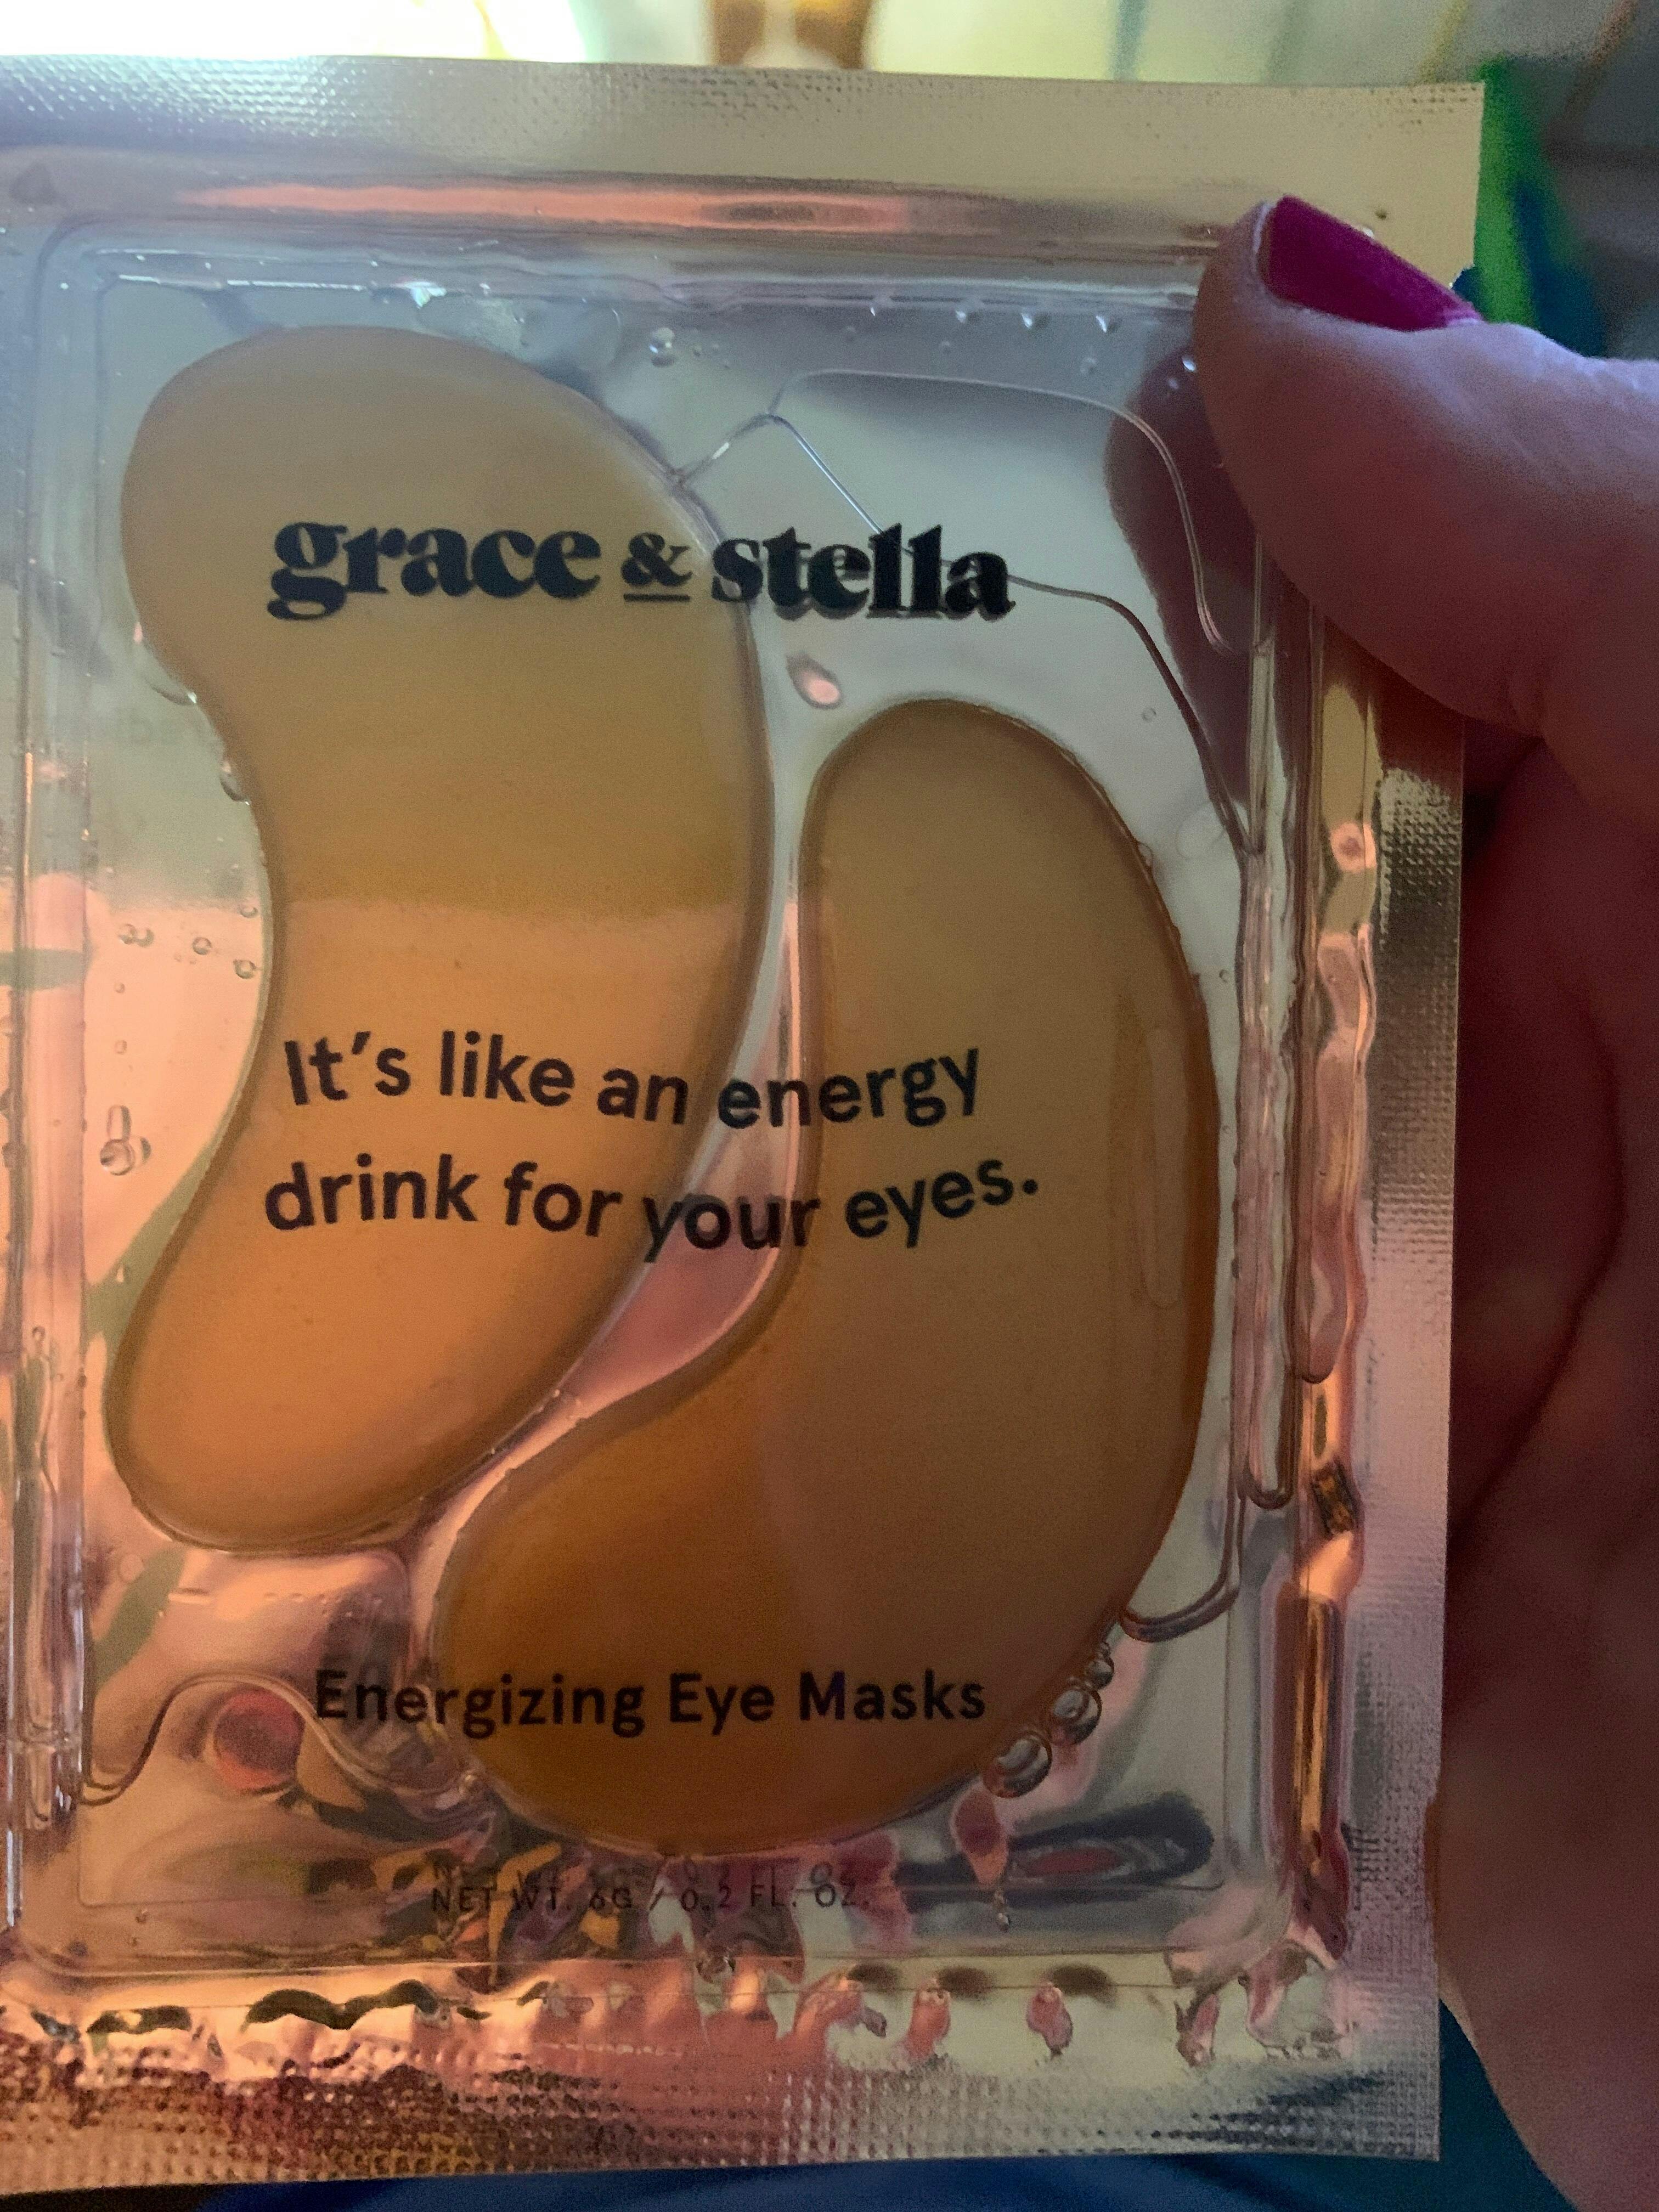 grace & stella
It's like an energy
drink for your eyes.
Energizing Eye Masks
NET WT. 6G / 0.2 FL. OZ.